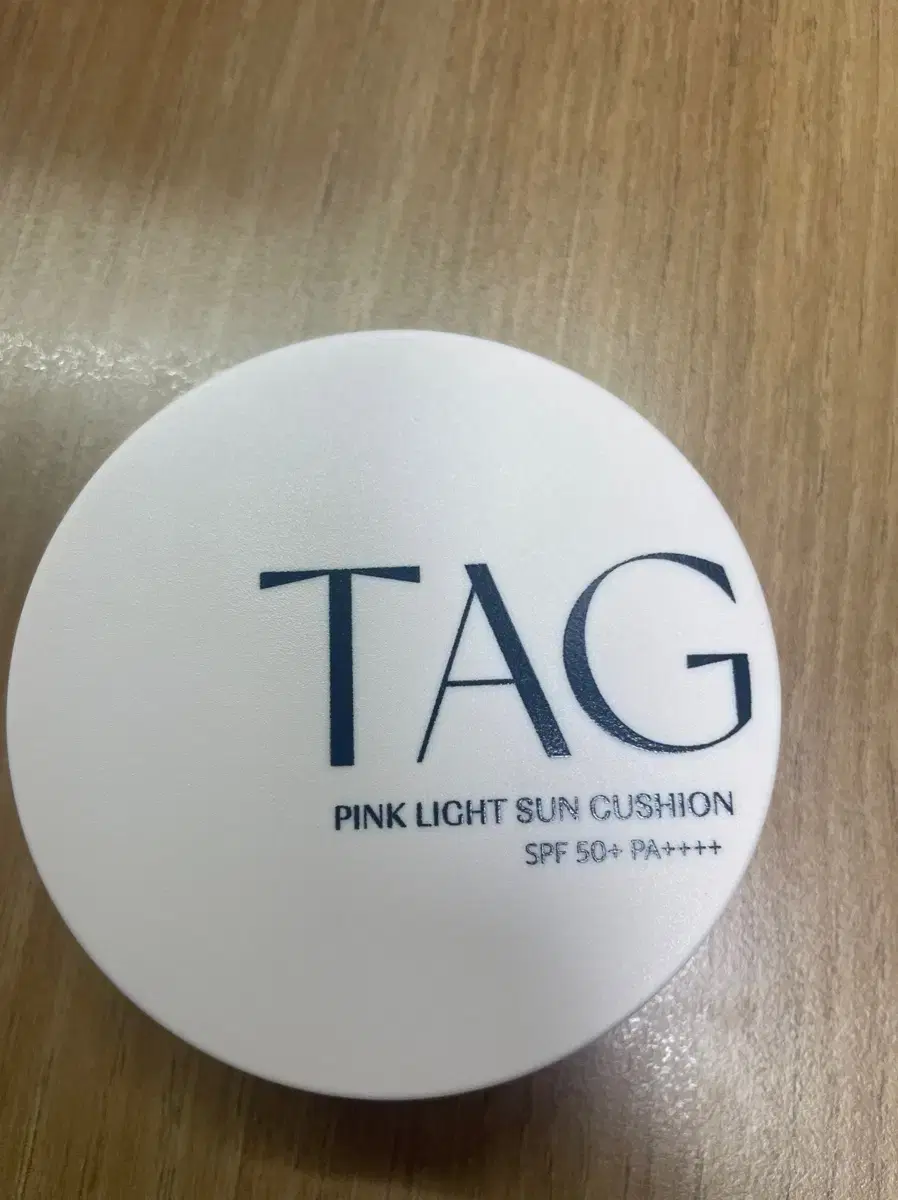 TAG
PINK LIGHT SUN CUSHION
SPF 50+ PA++++